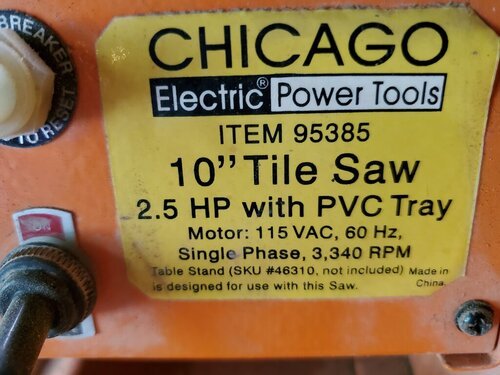 BREAKER
TO RESET
ON
CHICAGO
Electric® Power Tools
ITEM 95385
10” Tile Saw
2.5 HP with PVC Tray
Motor: 115 VAC, 60 Hz,
Single Phase, 3,340 RPM
Table Stand (SKU #46310, not included)
is designed for use with this Saw.
Made in
China.